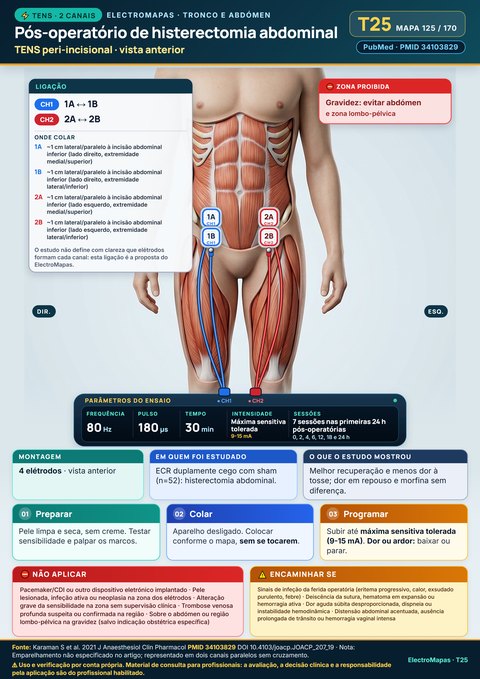 TENS · 2 CANAIS
ELECTROMAPAS · TRONCO E ABDÓMEN
Pós-operatório de histerectomia abdominal
TENS peri-incisional · vista anterior
T25 MAPA 125 / 170
PubMed · PMID 34103829
LIGAÇÃO
CH1 1A ↔ 1B
CH2 2A ↔ 2B
ONDE COLAR
1A ~1 cm lateral/paralelo à incisão abdominal
inferior (lado direito, extremidade
medial/superior)
1B ~1 cm lateral/paralelo à incisão abdominal
inferior (lado direito, extremidade
lateral/inferior)
2A ~1 cm lateral/paralelo à incisão abdominal
inferior (lado esquerdo, extremidade
medial/superior)
2B ~1 cm lateral/paralelo à incisão abdominal
inferior (lado esquerdo, extremidade
lateral/inferior)
O estudo não define com clareza que elétrodos
formam cada canal: esta ligação é a proposta do
ElectroMapas.
ZONA PROIBIDA
Gravidez: evitar abdómen
e zona lombo-pélvica
1A
CH1
2A
CH2
1B
CH1
2B
CH2
DIR.
ESQ.
CH1
CH2
PARÂMETROS DO ENSAIO
FREQUÊNCIA
80 Hz
PULSO
180 µs
TEMPO
30 min
INTENSIDADE
Máxima sensitiva
tolerada
9-15 mA
SESSÕES
7 sessões nas primeiras 24 h
pós-operatórias
0, 2, 4, 6, 12, 18 e 24 h
MONTAGEM
4 elétrodos · vista anterior
EM QUEM FOI ESTUDADO
ECR duplamente cego com sham
(n=52): histerectomia abdominal.
O QUE O ESTUDO MOSTROU
Melhor recuperação e menos dor à
tosse; dor em repouso e morfina sem
diferença.
01 Preparar
Pele limpa e seca, sem creme. Testar
sensibilidade e palpar os marcos.
02 Colar
Aparelho desligado. Colocar
conforme o mapa, sem se tocarem.
03 Programar
Subir até máxima sensitiva tolerada
(9-15 mA). Dor ou ardor: baixar ou
parar.
NÃO APLICAR
Pacemaker/CDI ou outro dispositivo eletrónico implantado · Pele
lesionada, infeção ativa ou neoplasia na zona dos elétrodos · Alteração
grave da sensibilidade na zona sem supervisão clínica · Trombose venosa
profunda suspeita ou confirmada na região · Sobre o abdómen ou região
lombo-pélvica na gravidez (salvo indicação obstétrica específica)
ENCAMINHAR SE
Sinais de infeção da ferida operatória (eritema progressivo, calor, exsudado
purulento, febre) · Deiscência da sutura, hematoma em expansão ou
hemorragia ativa · Dor aguda súbita desproporcionada, dispneia ou
instabilidade hemodinâmica · Distensão abdominal acentuada, ausência
prolongada de trânsito ou hemorragia vaginal intensa
Fonte: Karaman S et al. 2021 J Anaesthesiol Clin Pharmacol PMID 34103829 DOI 10.4103/joacp.JOACP_207_19 · Nota:
Emparelhamento não especificado no artigo; representado em dois canais paralelos sem cruzamento.
Uso e verificação por conta própria. Material de consulta para profissionais: a avaliação, a decisão clínica e a responsabilidade
pela aplicação são do profissional habilitado.
ElectroMapas · T25